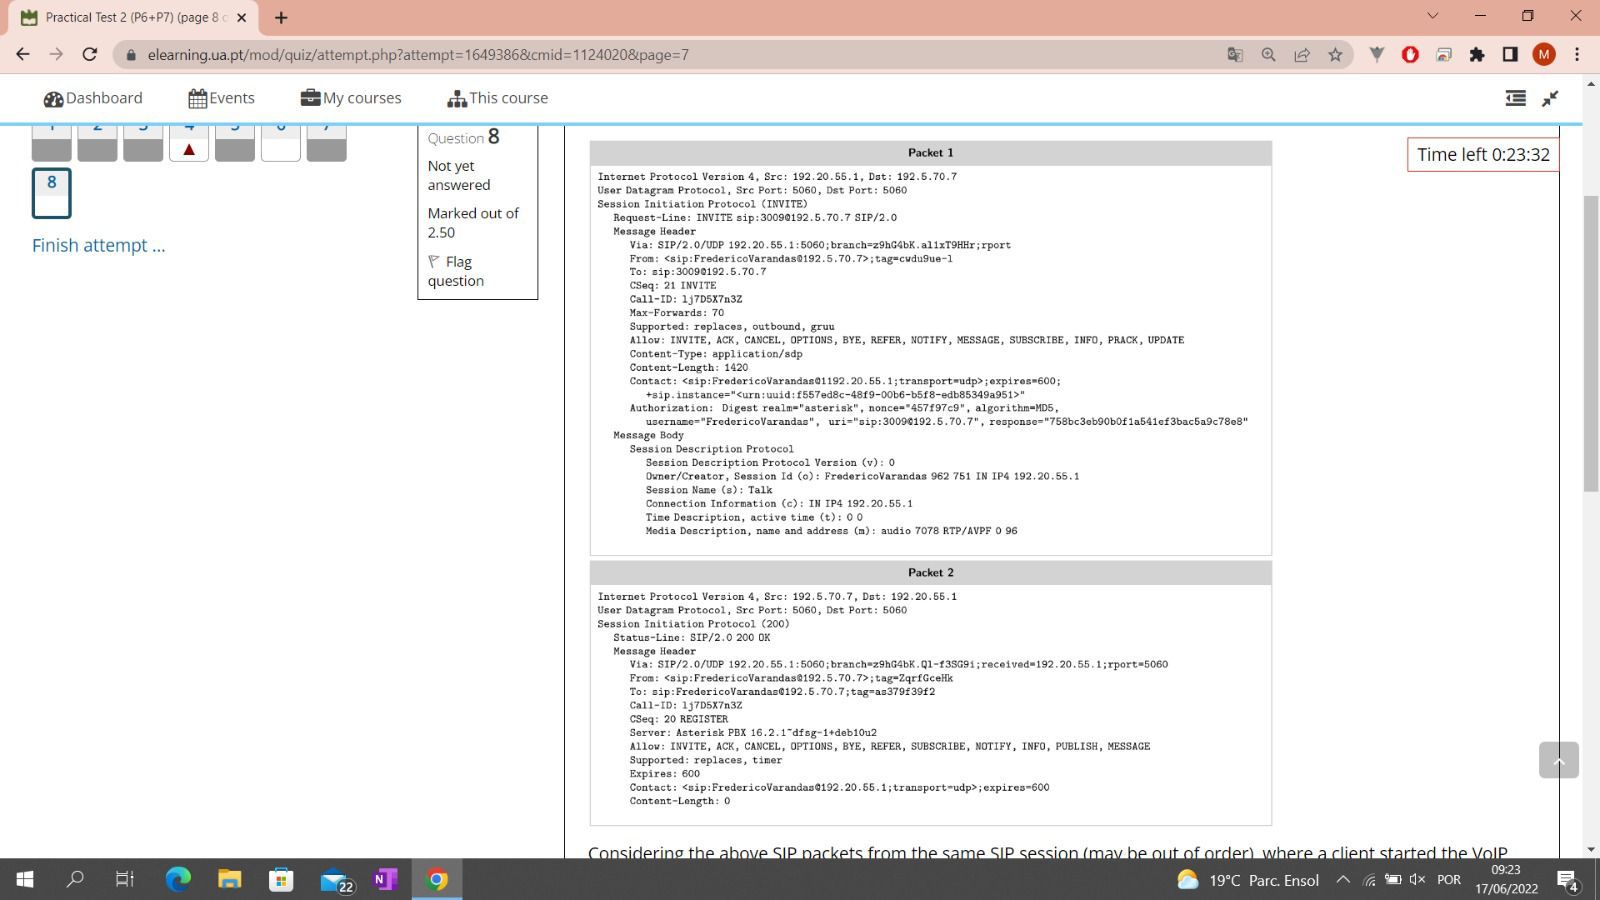 Practical Test 2 (P6+P7) (page 8 o
elearning.ua.pt/mod/quiz/attempt.php?attempt=1649386&cmid=1124020&page=7
M
Dashboard
Events
My courses
This course
1 2 3 4 5 6 7
8
Finish attempt ...
Question 8
Not yet
answered
Marked out of
2.50
Flag
question
Time left 0:23:32
Packet 1
Internet Protocol Version 4, Src: 192.20.55.1, Dst: 192.5.70.7
User Datagram Protocol, Src Port: 5060, Dst Port: 5060
Session Initiation Protocol (INVITE)
Request-Line: INVITE sip:3009@192.5.70.7 SIP/2.0
Message Header
Via: SIP/2.0/UDP 192.20.55.1:5060;branch=z9hG4bK.al1xT9HHr;rport
From: <sip:FredericoVarandas@192.5.70.7>;tag=cwdu9ue-l
To: sip:3009@192.5.70.7
CSeq: 21 INVITE
Call-ID: lj7D5X7n3Z
Max-Forwards: 70
Supported: replaces, outbound, gruu
Allow: INVITE, ACK, CANCEL, OPTIONS, BYE, REFER, NOTIFY, MESSAGE, SUBSCRIBE, INFO, PRACK, UPDATE
Content-Type: application/sdp
Content-Length: 1420
Contact: <sip:FredericoVarandas@1192.20.55.1;transport=udp>;expires=600;
+sip.instance="<urn:uuid:f557ed8c-48f9-00b6-b5f8-edb85349a951>"
Authorization: Digest realm="asterisk", nonce="457f97c9", algorithm=MD5,
username="FredericoVarandas", uri="sip:3009@192.5.70.7", response="758bc3eb90b0f1a541ef3bac5a9c78e8"
Message Body
Session Description Protocol
Session Description Protocol Version (v): 0
Owner/Creator, Session Id (o): FredericoVarandas 962 751 IN IP4 192.20.55.1
Session Name (s): Talk
Connection Information (c): IN IP4 192.20.55.1
Time Description, active time (t): 0 0
Media Description, name and address (m): audio 7078 RTP/AVPF 0 96
Packet 2
Internet Protocol Version 4, Src: 192.5.70.7, Dst: 192.20.55.1
User Datagram Protocol, Src Port: 5060, Dst Port: 5060
Session Initiation Protocol (200)
Status-Line: SIP/2.0 200 OK
Message Header
Via: SIP/2.0/UDP 192.20.55.1:5060;branch=z9hG4bK.Ql-f3SG9i;received=192.20.55.1;rport=5060
From: <sip:FredericoVarandas@192.5.70.7>;tag=ZqrfGceHk
To: sip:FredericoVarandas@192.5.70.7;tag=as379f39f2
Call-ID: lj7D5X7n3Z
CSeq: 20 REGISTER
Server: Asterisk PBX 16.2.1~dfsg-1+deb10u2
Allow: INVITE, ACK, CANCEL, OPTIONS, BYE, REFER, SUBSCRIBE, NOTIFY, INFO, PUBLISH, MESSAGE
Supported: replaces, timer
Expires: 600
Contact: <sip:FredericoVarandas@192.20.55.1;transport=udp>;expires=600
Content-Length: 0
Considering the above SIP packets from the same SIP session (may be out of order), where a client started the VoIP
22
N
19°C Parc. Ensol
POR
09:23
17/06/2022
4